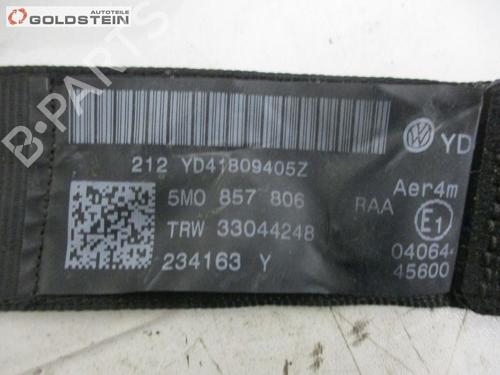 Autoteile
GOLDSTEIN
B-PARTS
YD
212 YD41809405Z
5M0 857 806
RAA
Aer4m
TRW 33044248
E1
04064
234163 Y
45600